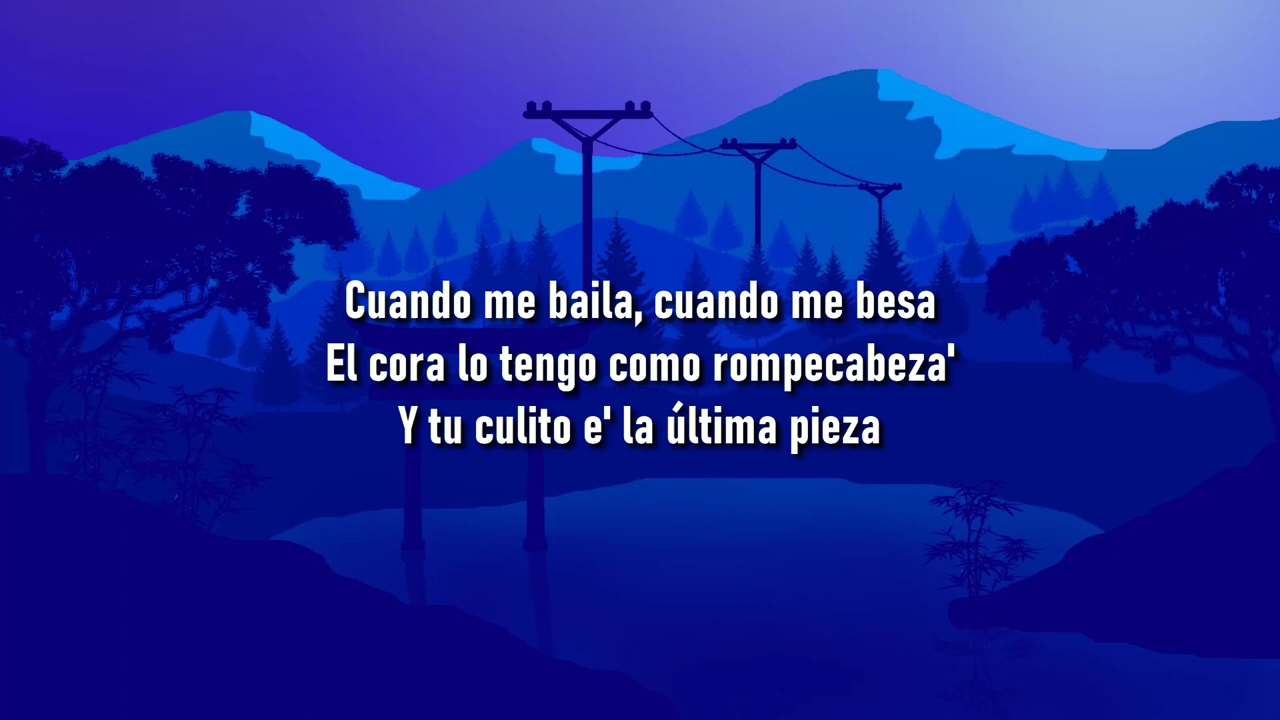 Cuando me baila, cuando me besa
El cora lo tengo como rompecabeza'
Y tu culito e' la última pieza